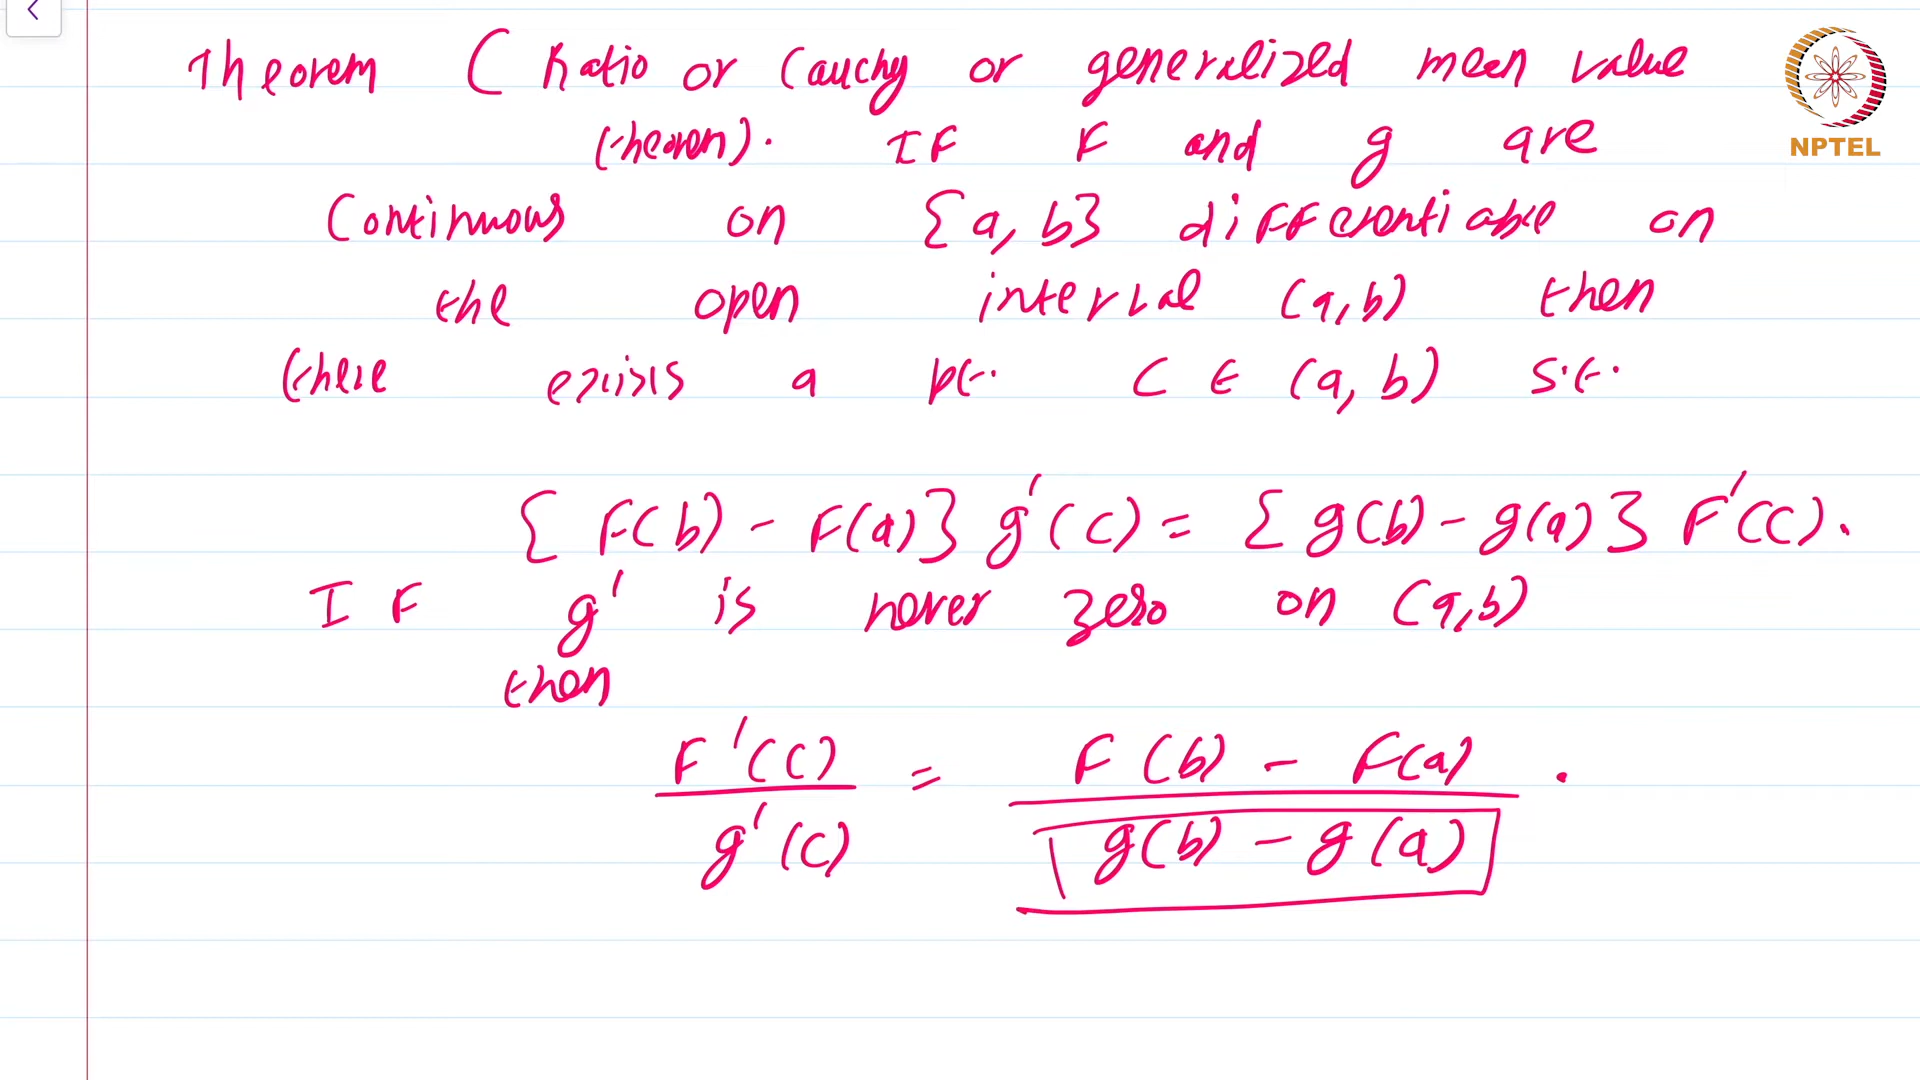 Theorem ( Ratio or Cauchy or generalized mean value
theorem). IF F and g are
Continuous on {a, b} differentiable on
the open interval (a,b) then
there exists a pt. C ∈ (a, b) s.t.
{ F(b) - F(a)} g'(c) = { g(b) - g(a) } F'(c).
IF g' is never zero on (a,b)
then
F'(c) / g'(c) = F(b) - F(a) / g(b) - g(a) .
NPTEL